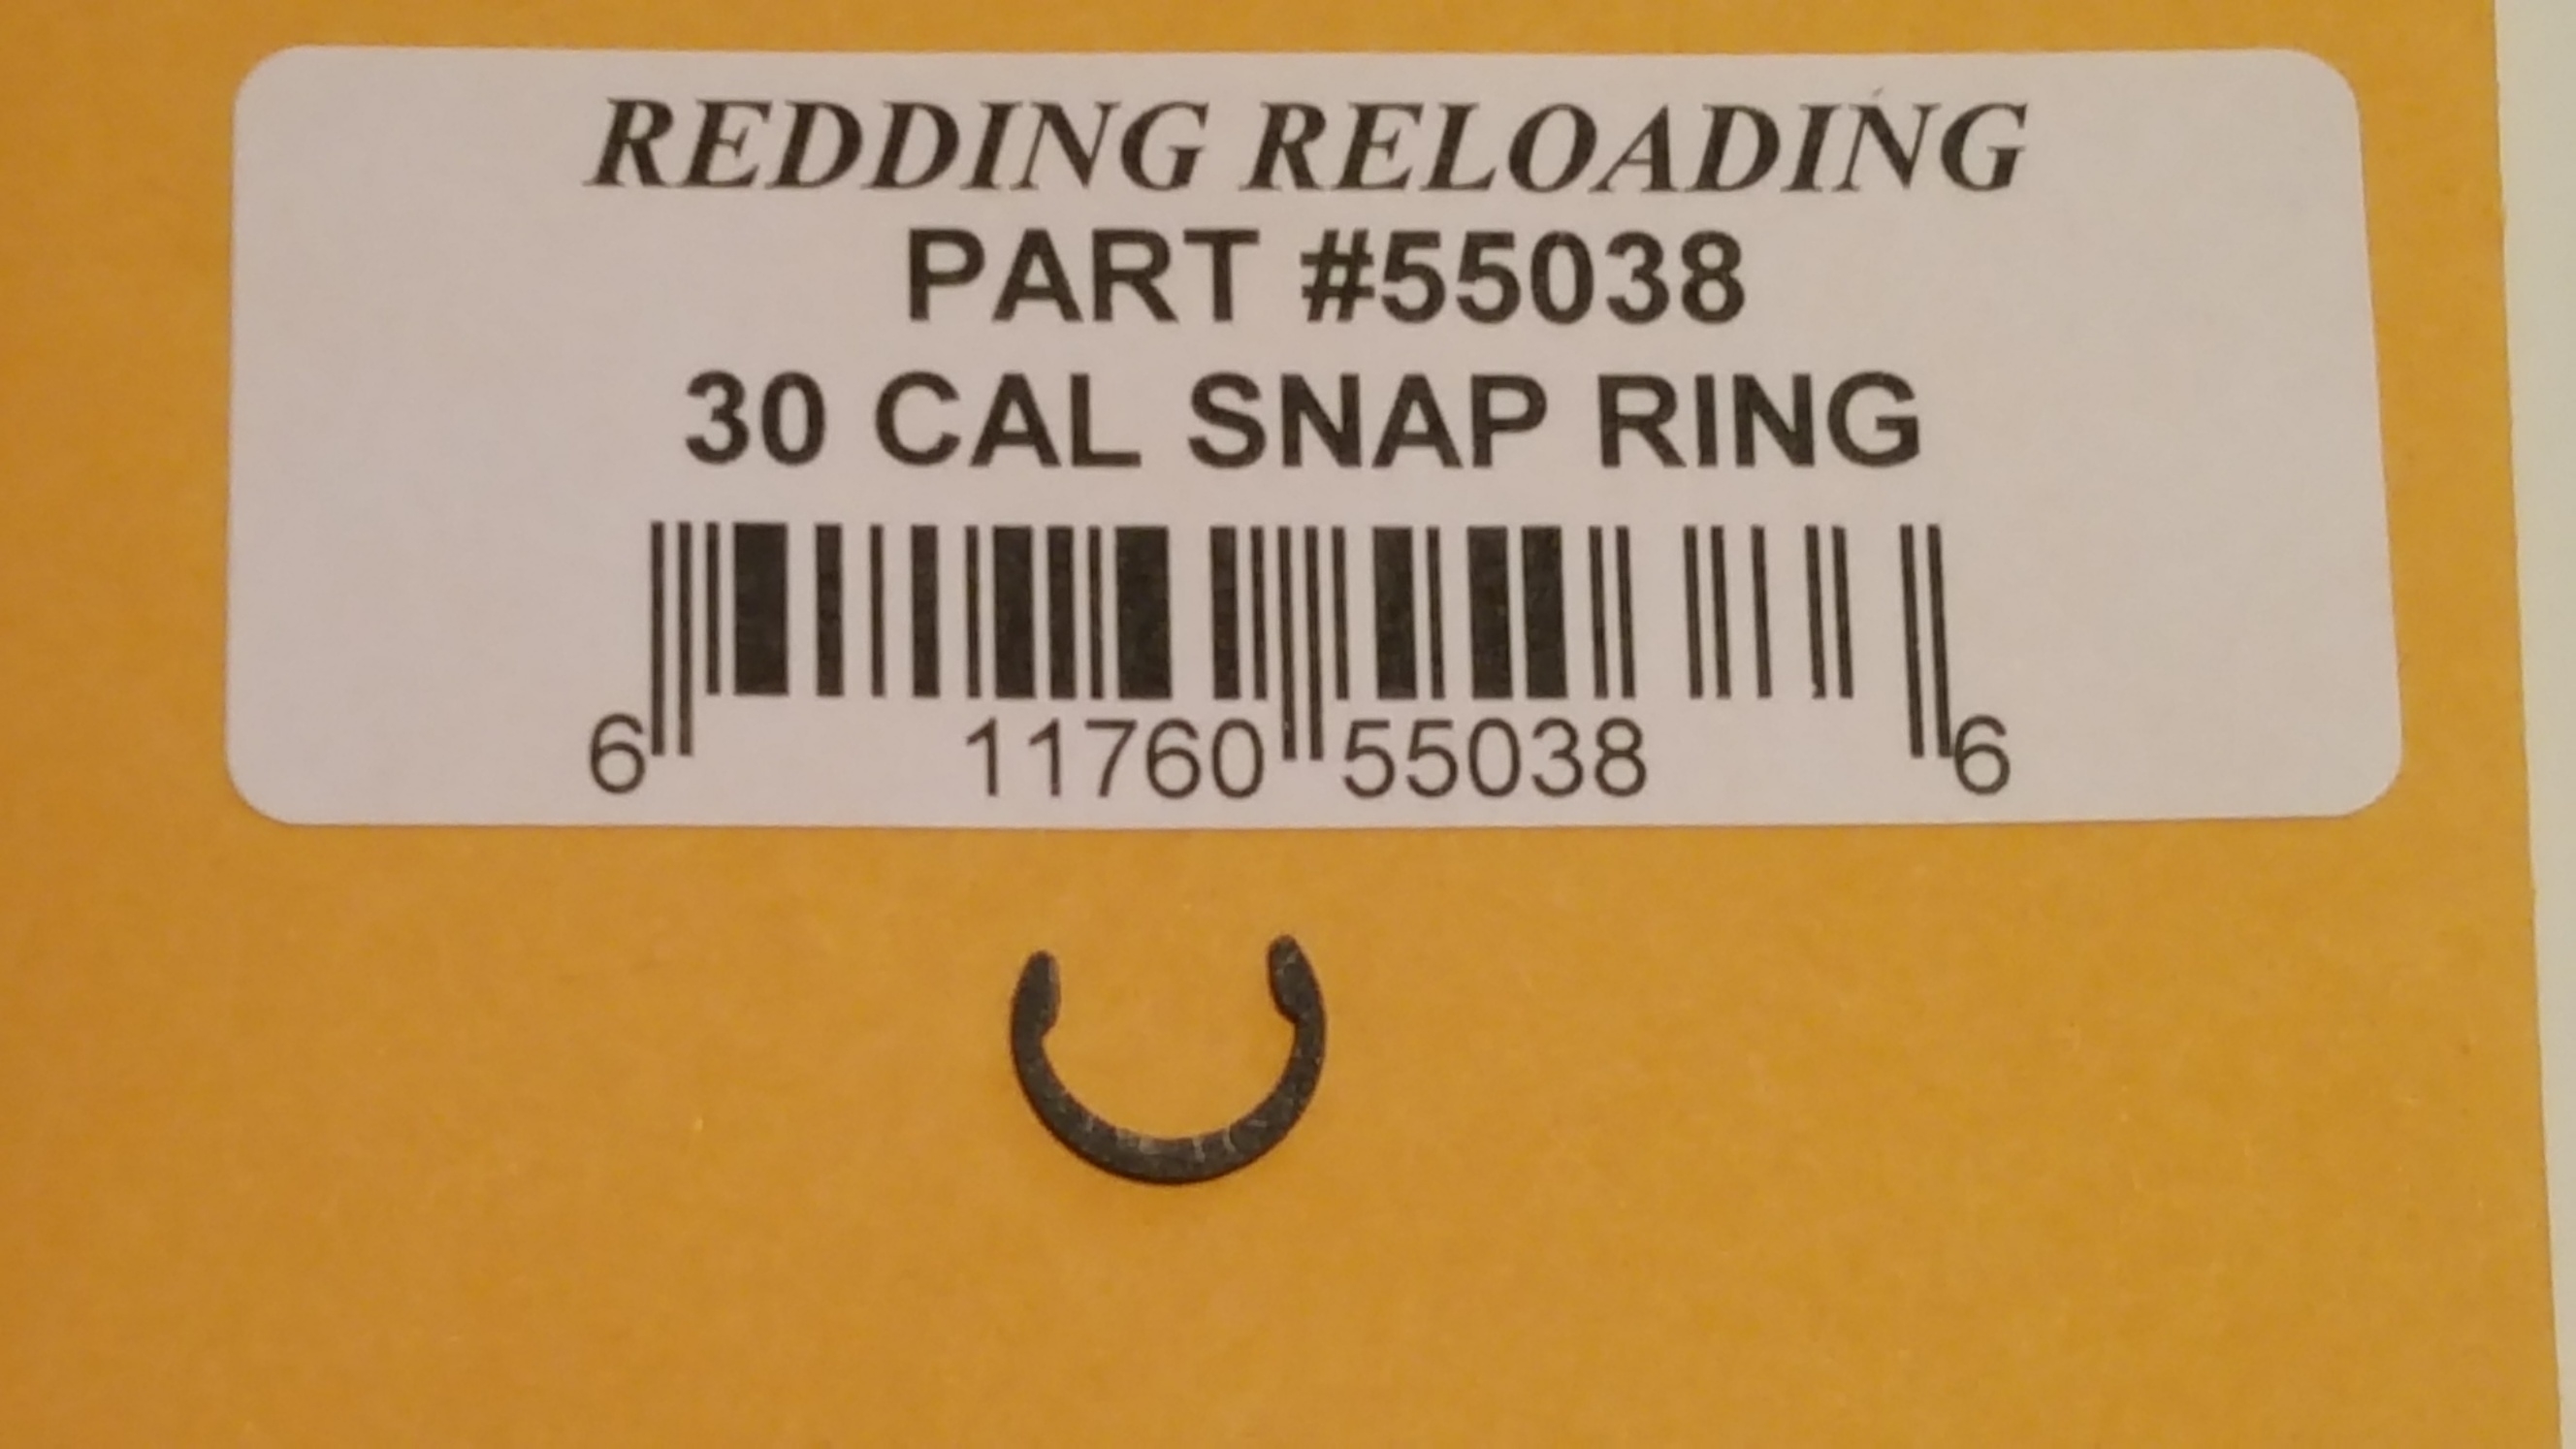 REDDING RELOADING
PART #55038
30 CAL SNAP RING
6 11760 55038 6